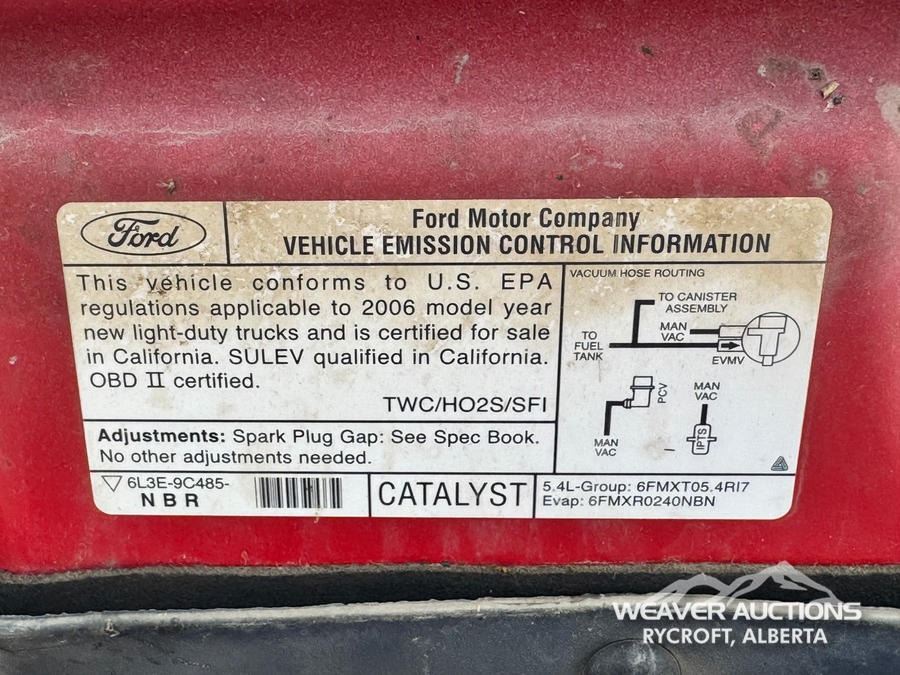 Ford
Ford Motor Company
VEHICLE EMISSION CONTROL INFORMATION
This vehicle conforms to U.S. EPA
regulations applicable to 2006 model year
new light-duty trucks and is certified for sale
in California. SULEV qualified in California.
OBD II certified.
TWC/HO2S/SFI
Adjustments: Spark Plug Gap: See Spec Book.
No other adjustments needed.
6L3E-9C485-
NBR
CATALYST
VACUUM HOSE ROUTING
TO CANISTER
ASSEMBLY
MAN
VAC
TO
FUEL
TANK
EVMV
PCV
MAN
VAC
MAN
VAC
IPTS
5.4L-Group: 6FMXT05.4RI7
Evap: 6FMXR0240NBN
WEAVER AUCTIONS
RYCROFT, ALBERTA